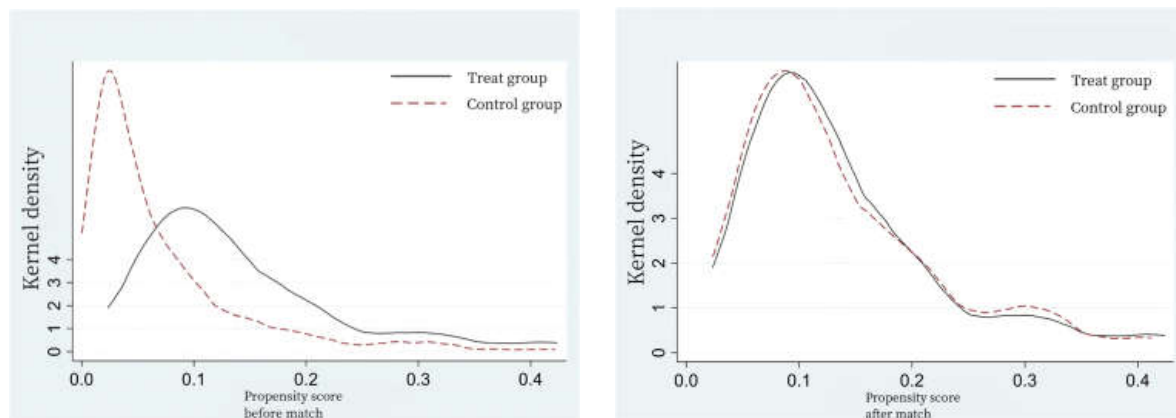 Treat group
Control group
Kernel density
4
3
2
1
0
0.0 0.1 0.2 0.3 0.4
Propensity score
before match
Treat group
Control group
Kernel density
4
3
2
1
0
0.0 0.1 0.2 0.3 0.4
Propensity score
after match